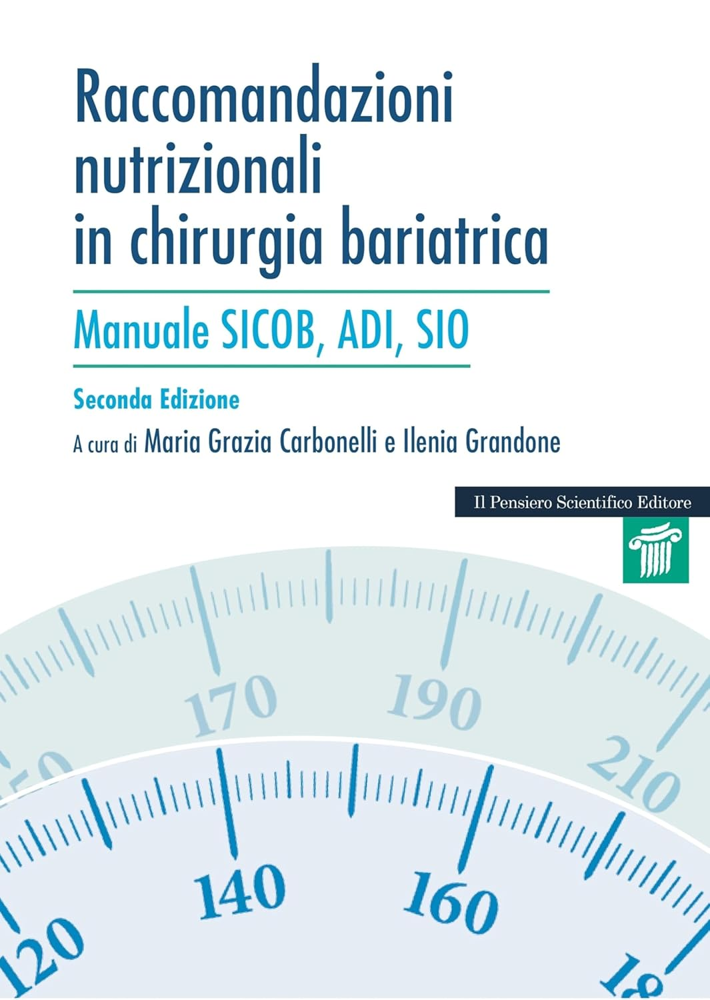 Raccomandazioni
nutrizionali
in chirurgia bariatrica
Manuale SICOB, ADI, SIO
Seconda Edizione
A cura di Maria Grazia Carbonelli e Ilenia Grandone
Il Pensiero Scientifico Editore
170
190
210
50
140
160
120
18